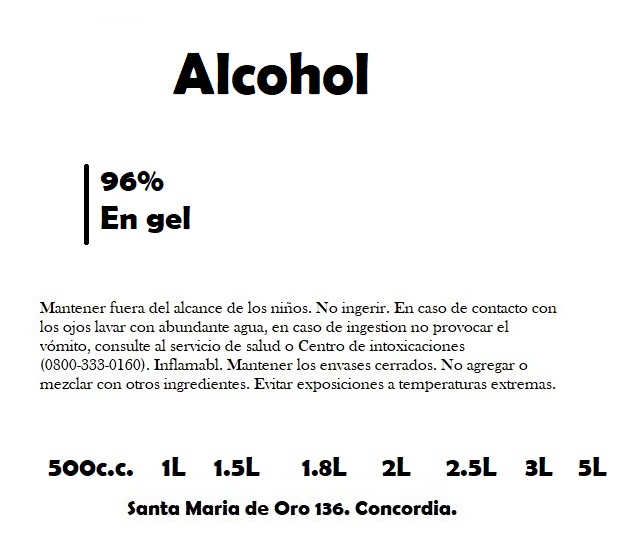 Alcohol
96%
En gel
Mantener fuera del alcance de los niños. No ingerir. En caso de contacto con
los ojos lavar con abundante agua, en caso de ingestion no provocar el
vómito, consulte al servicio de salud o Centro de intoxicaciones
(0800-333-0160). Inflamabl. Mantener los envases cerrados. No agregar o
mezclar con otros ingredientes. Evitar exposiciones a temperaturas extremas.
500c.c. 1L 1.5L 1.8L 2L 2.5L 3L 5L
Santa Maria de Oro 136. Concordia.